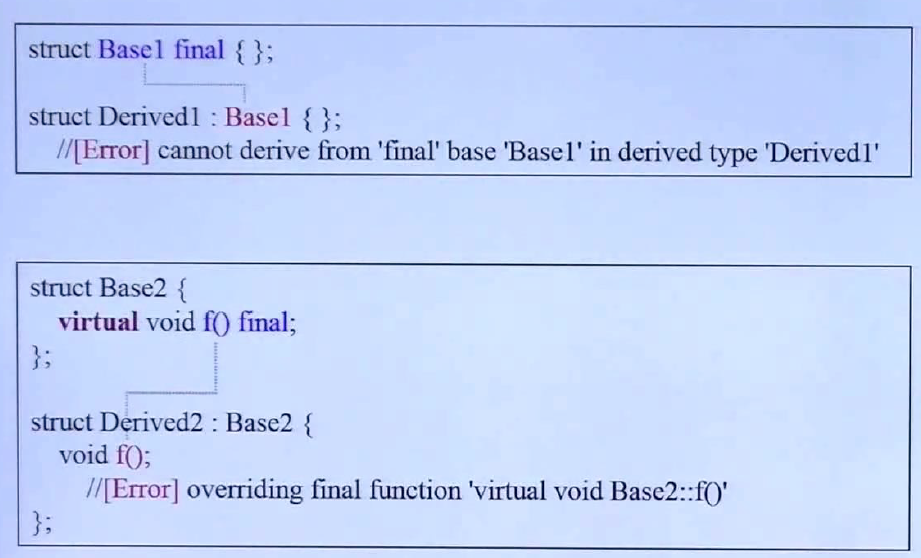 struct Base1 final { };
struct Derived1 : Base1 { };
//[Error] cannot derive from 'final' base 'Base1' in derived type 'Derived1'
struct Base2 {
virtual void f() final;
};
struct Derived2 : Base2 {
void f();
//[Error] overriding final function 'virtual void Base2::f()'
};